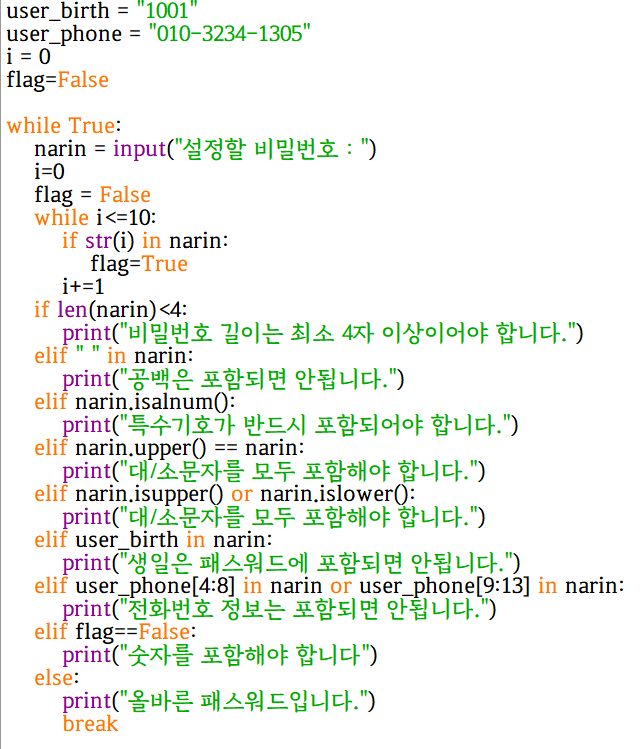 user_birth = "1001"
user_phone = "010-3234-1305"
i = 0
flag=False

while True:
    narin = input("설정할 비밀번호 : ")
    i=0
    flag = False
    while i<=10:
        if str(i) in narin:
            flag=True
        i+=1
    if len(narin)<4:
        print("비밀번호 길이는 최소 4자 이상이어야 합니다.")
    elif " " in narin:
        print("공백은 포함되면 안됩니다.")
    elif narin.isalnum():
        print("특수기호가 반드시 포함되어야 합니다.")
    elif narin.upper() == narin:
        print("대/소문자를 모두 포함해야 합니다.")
    elif narin.isupper() or narin.islower():
        print("대/소문자를 모두 포함해야 합니다.")
    elif user_birth in narin:
        print("생일은 패스워드에 포함되면 안됩니다.")
    elif user_phone[4:8] in narin or user_phone[9:13] in narin:
        print("전화번호 정보는 포함되면 안됩니다.")
    elif flag==False:
        print("숫자를 포함해야 합니다")
    else:
        print("올바른 패스워드입니다.")
        break